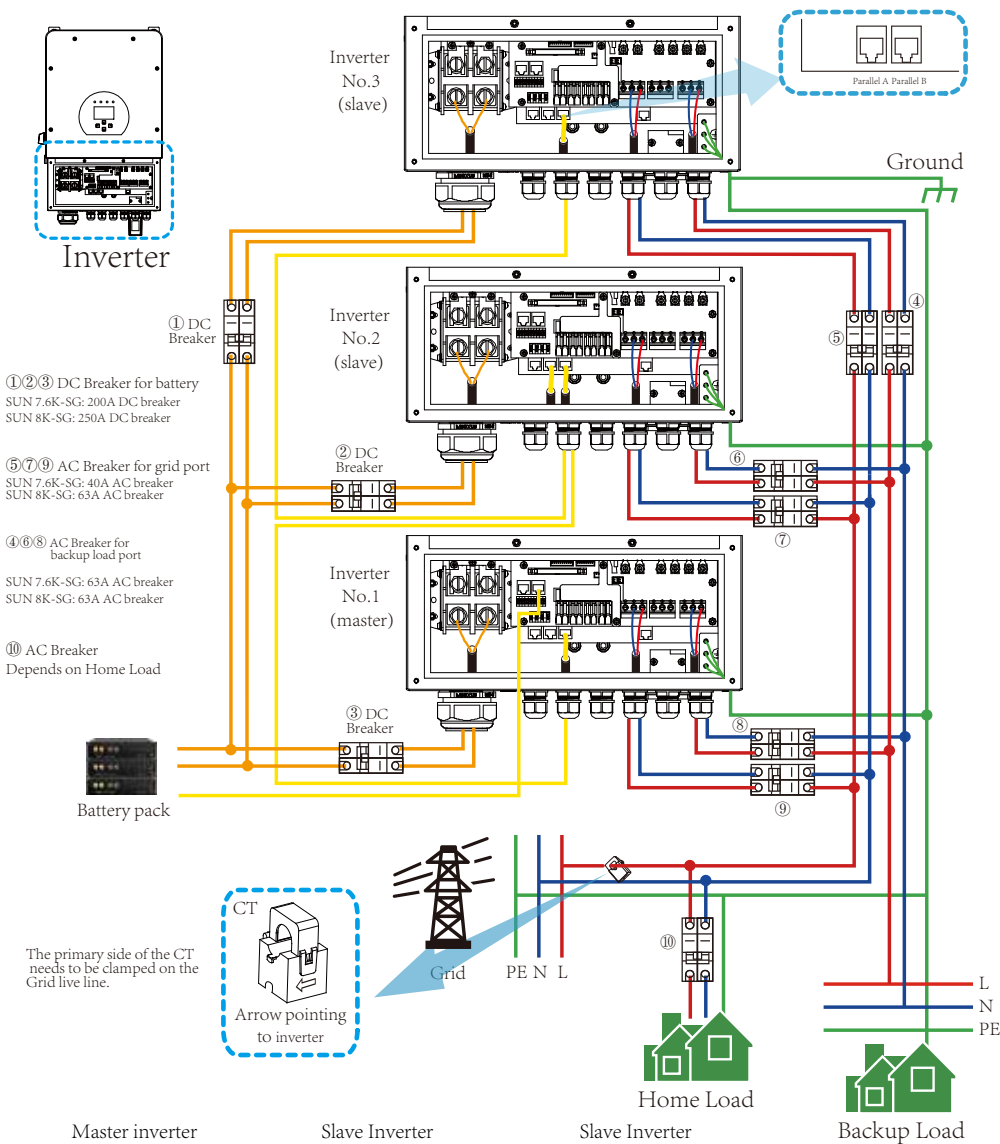 Inverter
No.3
(slave)
Parallel A Parallel B
Ground
Inverter
① DC
Breaker
Inverter
No.2
(slave)
④
⑤
①②③ DC Breaker for battery
SUN 7.6K-SG: 200A DC breaker
SUN 8K-SG: 250A DC breaker
② DC
Breaker
⑥
⑤⑦⑨ AC Breaker for grid port
SUN 7.6K-SG: 40A AC breaker
SUN 8K-SG: 63A AC breaker
⑦
④⑥⑧ AC Breaker for
backup load port
SUN 7.6K-SG: 63A AC breaker
SUN 8K-SG: 63A AC breaker
Inverter
No.1
(master)
⑩ AC Breaker
Depends on Home Load
③ DC
Breaker
⑧
⑨
Battery pack
CT
The primary side of the CT
needs to be clamped on the
Grid live line.
Arrow pointing
to inverter
Grid
PE N L
⑩
L
N
PE
Home Load
Backup Load
Master inverter
Slave Inverter
Slave Inverter